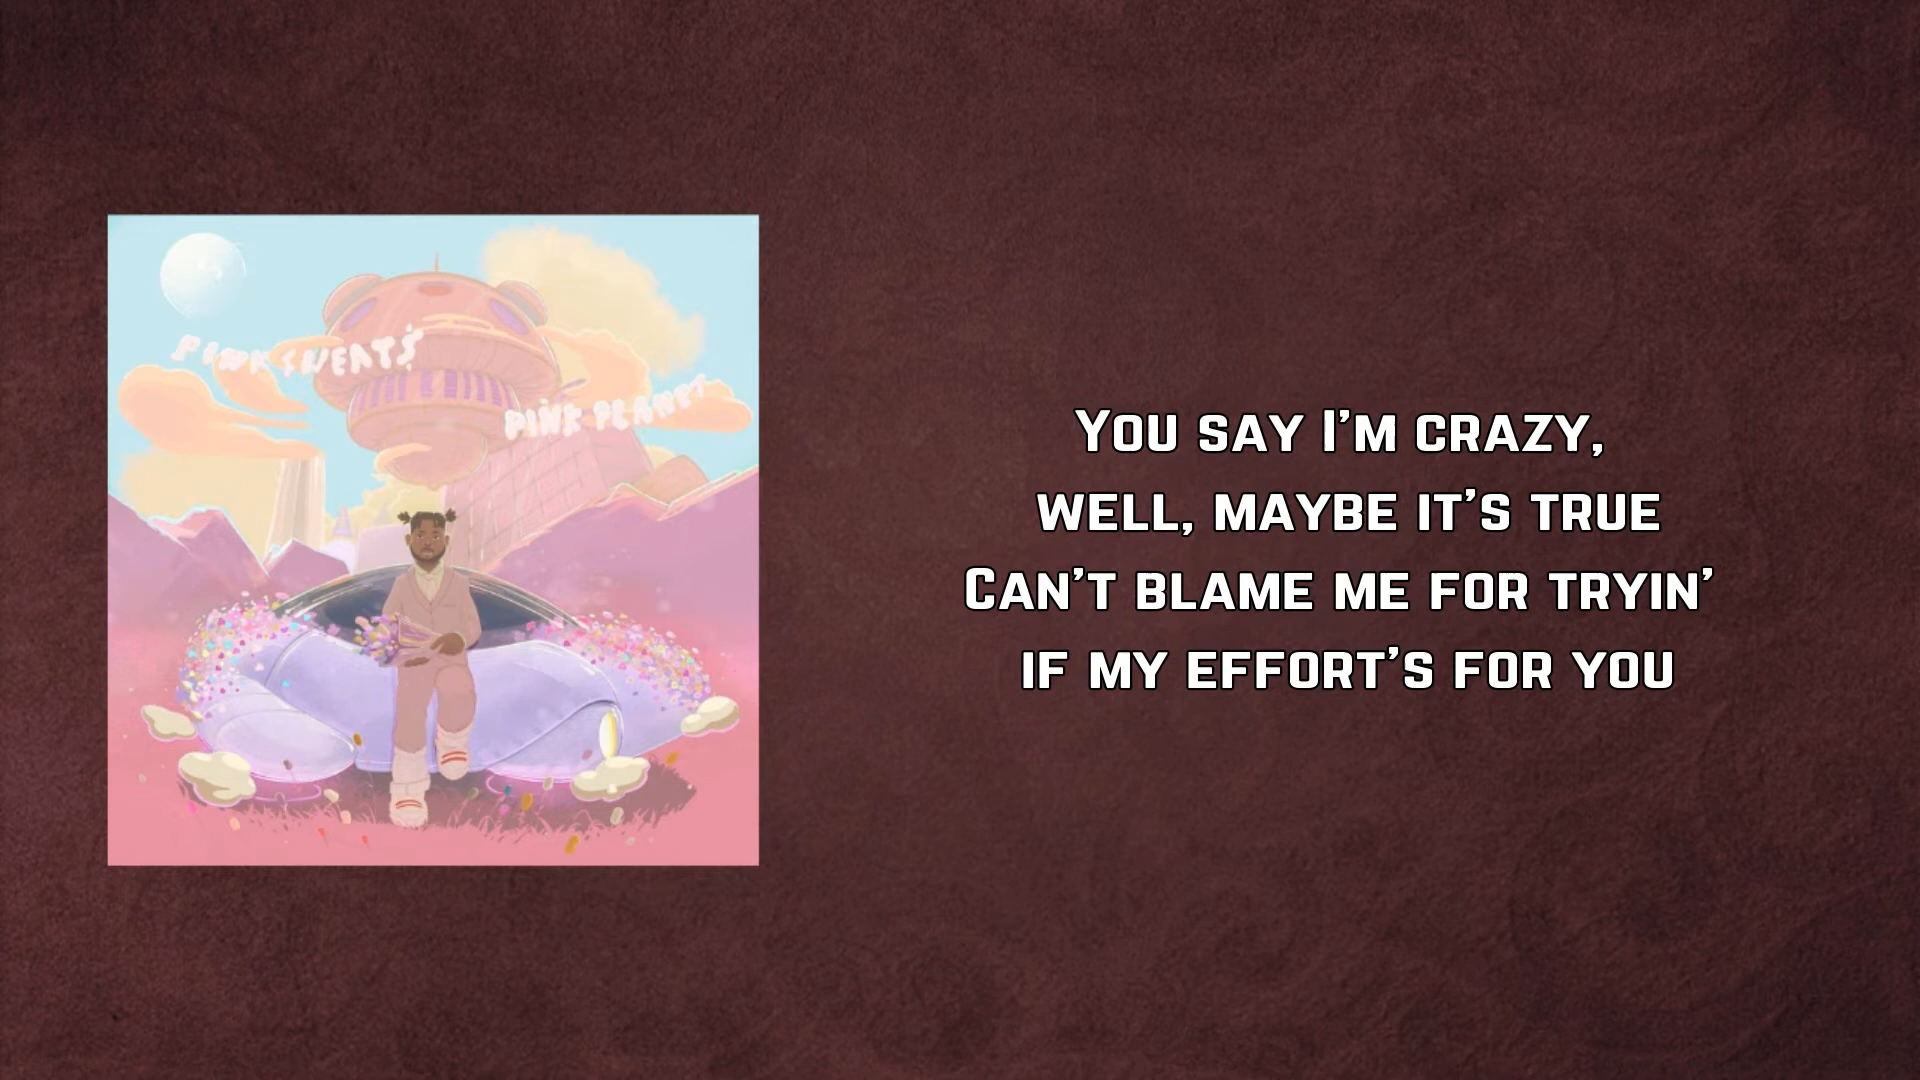 PINK SWEAT$
PINK PLANET
You say I'm crazy,
well, maybe it's true
Can't blame me for tryin'
if my effort's for you